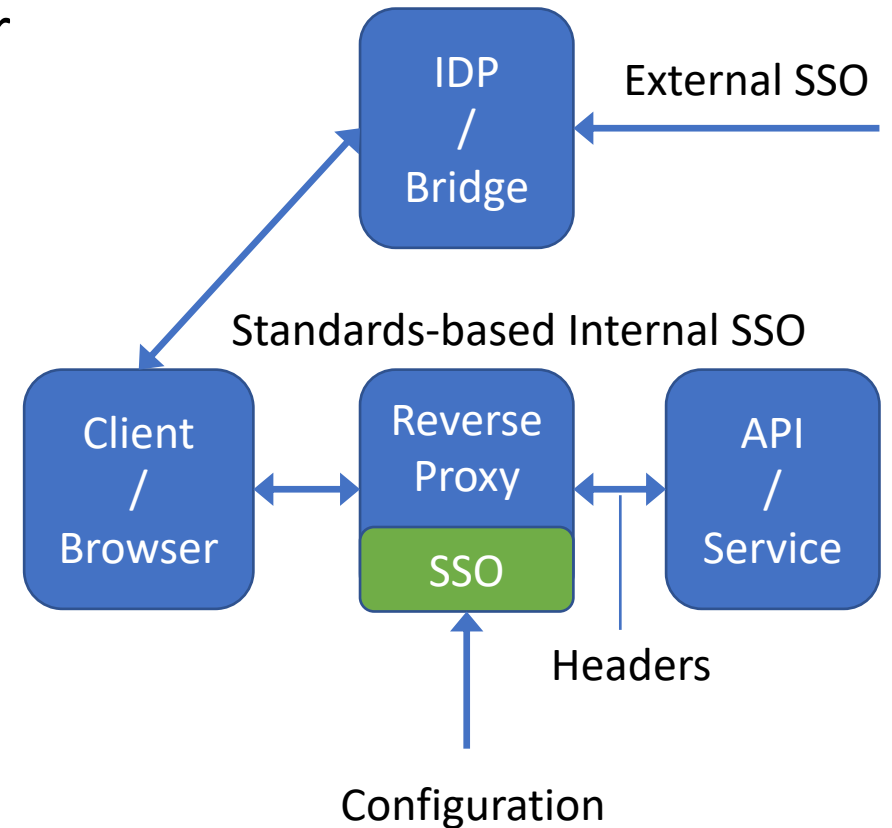 r
IDP
/
Bridge
External SSO
Standards-based Internal SSO
Client
/
Browser
Reverse
Proxy
SSO
API
/
Service
Headers
Configuration